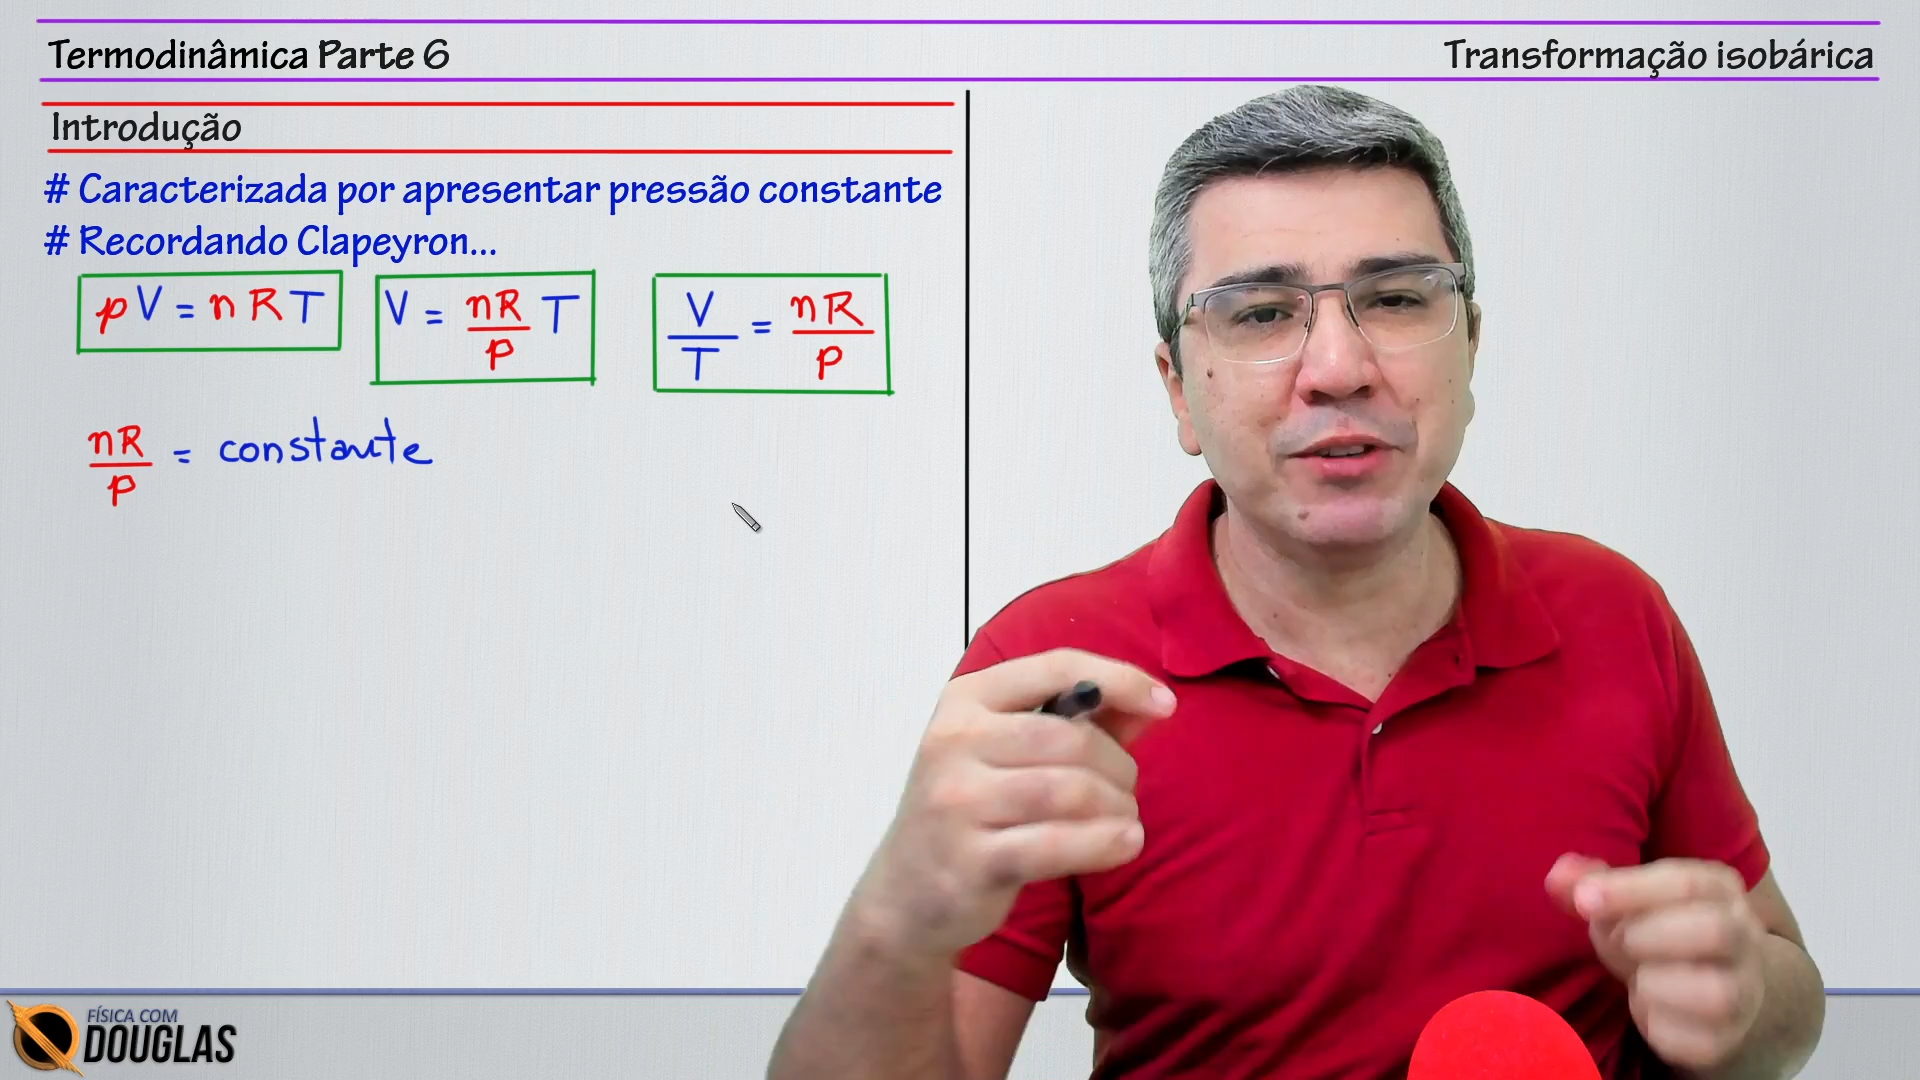 Termodinâmica Parte 6
Transformação isobárica
Introdução
# Caracterizada por apresentar pressão constante
# Recordando Clapeyron...
pV = nRT
V = nR/p T
V/T = nR/p
nR/p = constante
FÍSICA COM
DOUGLAS